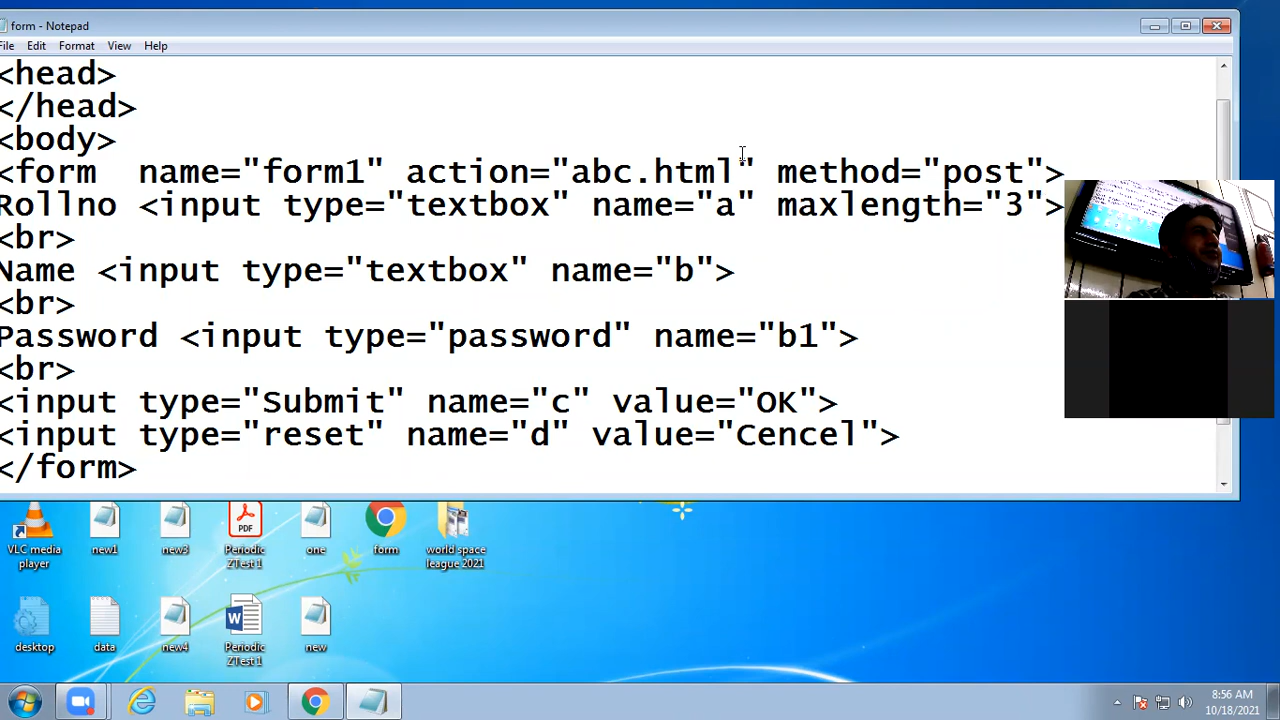 form - Notepad
File Edit Format View Help
<head>
</head>
<body>
<form  name="form1" action="abc.html" method="post">
Rollno <input type="textbox" name="a" maxlength="3">
<br>
Name <input type="textbox" name="b">
<br>
Password <input type="password" name="b1">
<br>
<input type="Submit" name="c" value="OK">
<input type="reset" name="d" value="Cencel">
</form>
VLC media player
new1
new3
PDF
Periodic ZTest 1
one
form
world space league 2021
desktop
data
new4
Periodic ZTest 1
new
8:56 AM
10/18/2021